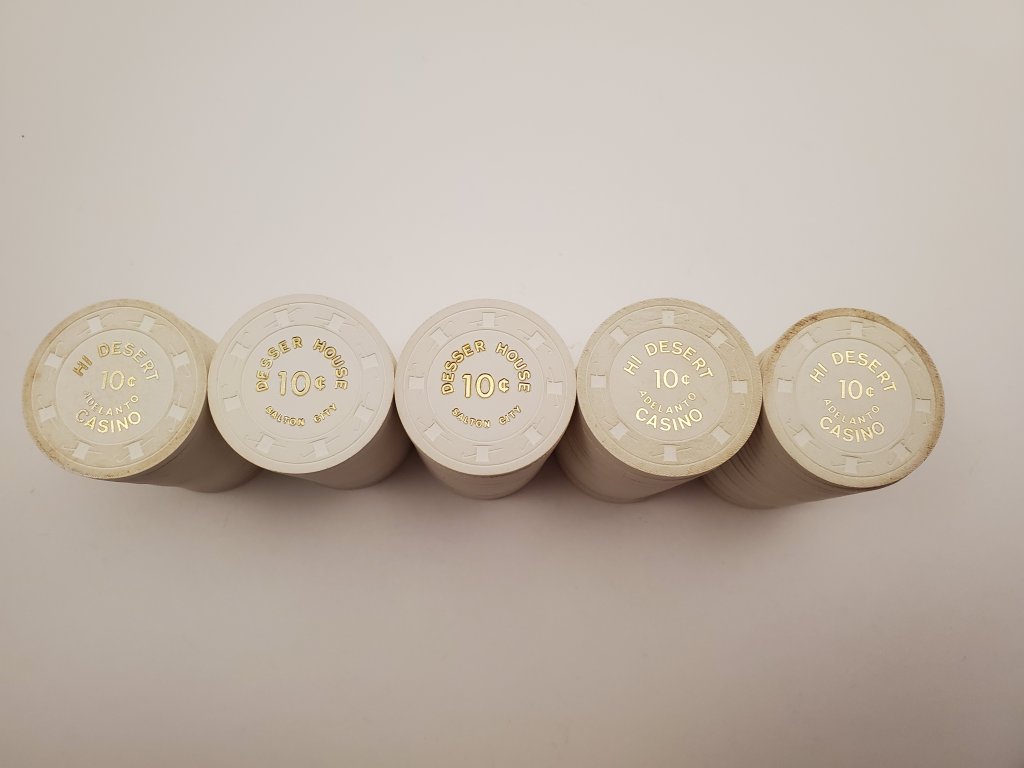 HI DESERT
10¢
ADELANTO
CASINO
DESSER HOUSE
10¢
SALTON CITY
DESSER HOUSE
10¢
SALTON CITY
HI DESERT
10¢
ADELANTO
CASINO
HI DESERT
10¢
ADELANTO
CASINO